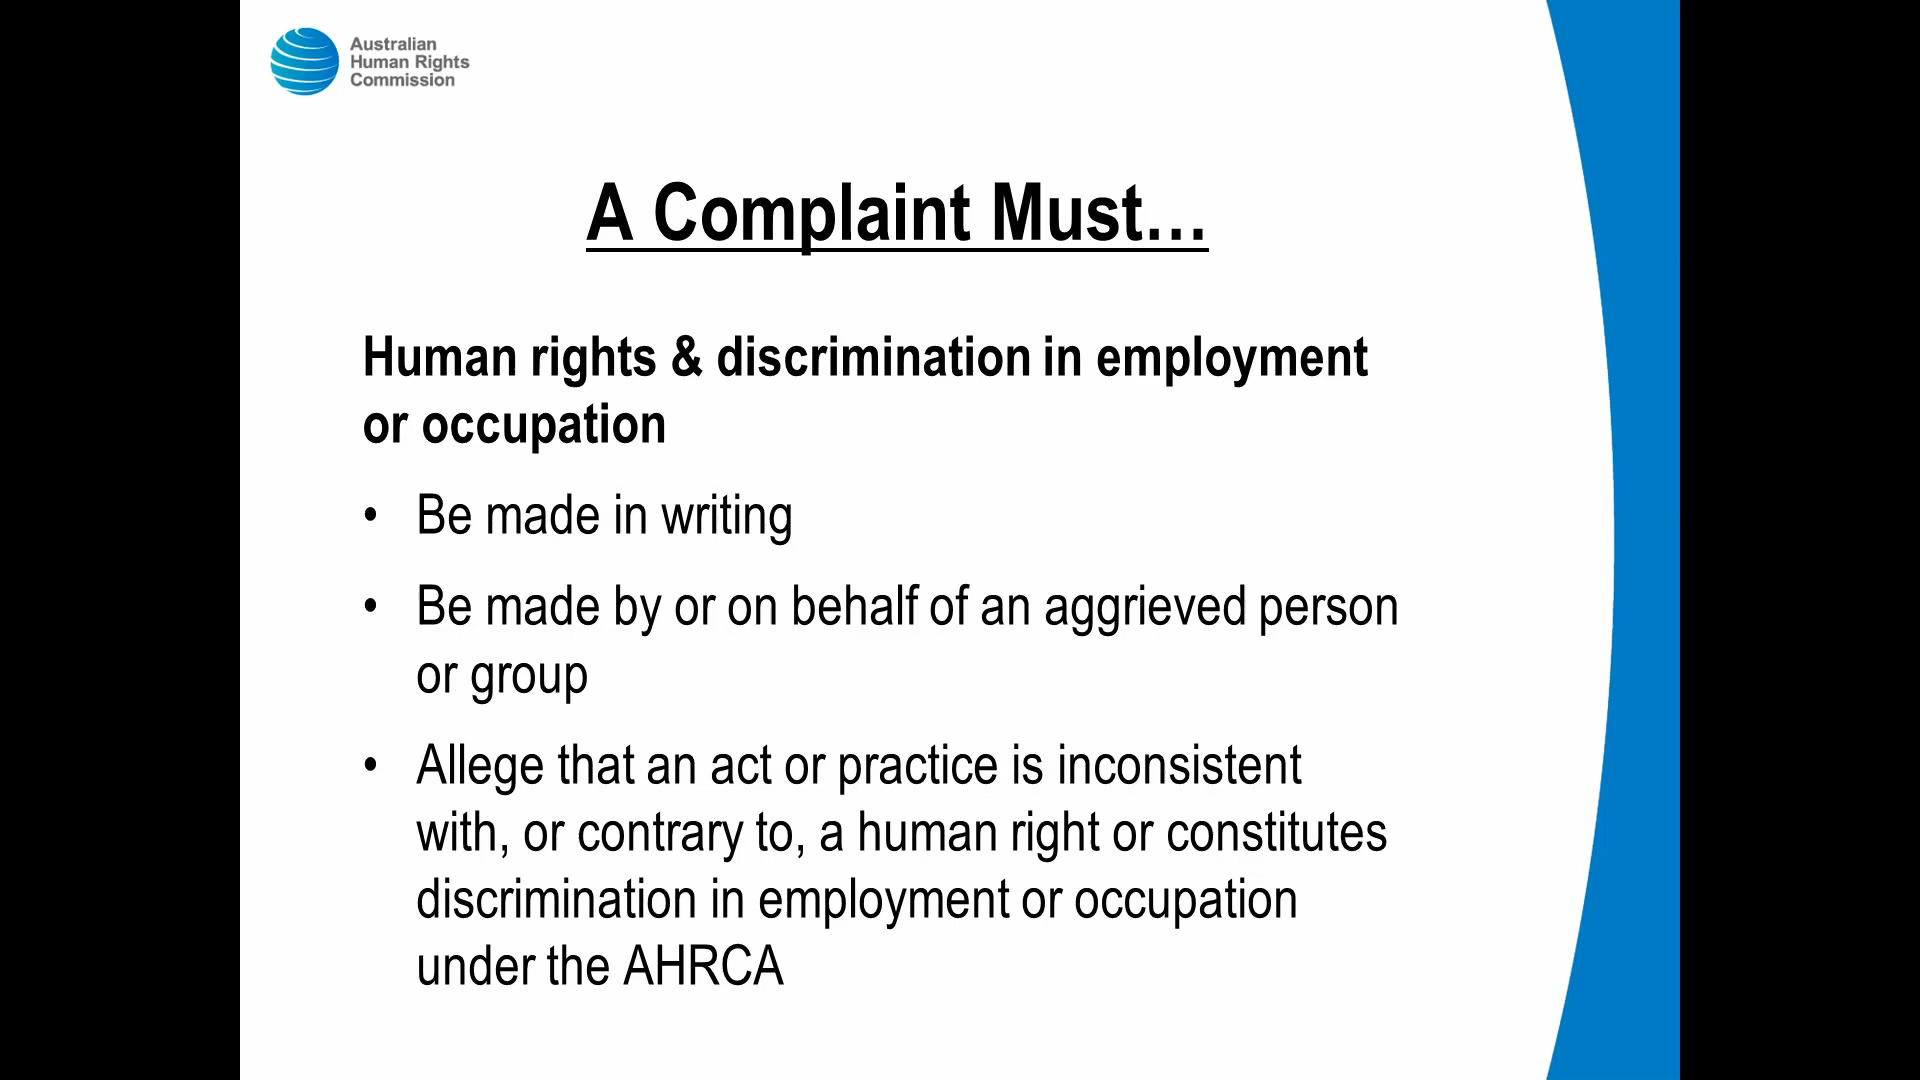 Australian
Human Rights
Commission
A Complaint Must…
Human rights & discrimination in employment
or occupation
• Be made in writing
• Be made by or on behalf of an aggrieved person
or group
• Allege that an act or practice is inconsistent
with, or contrary to, a human right or constitutes
discrimination in employment or occupation
under the AHRCA